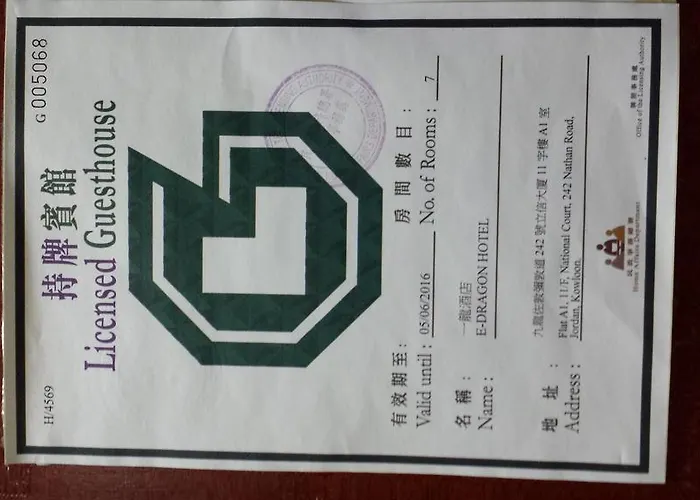 H/4569
G 005068
持牌賓館
Licensed Guesthouse
有效期至：
房間數目：
Valid until : 05/06/2016
No. of Rooms : 7
名稱：
一龍酒店
Name :
E-DRAGON HOTEL
地址：
九龍佐敦彌敦道 242 號立信大廈 11 字樓 A1 室
Address :
Flat A1, 11/F, National Court, 242 Nathan Road,
Jordan, Kowloon.
民政事務總署
Home Affairs Department
牌照事務處
Office of the Licensing Authority